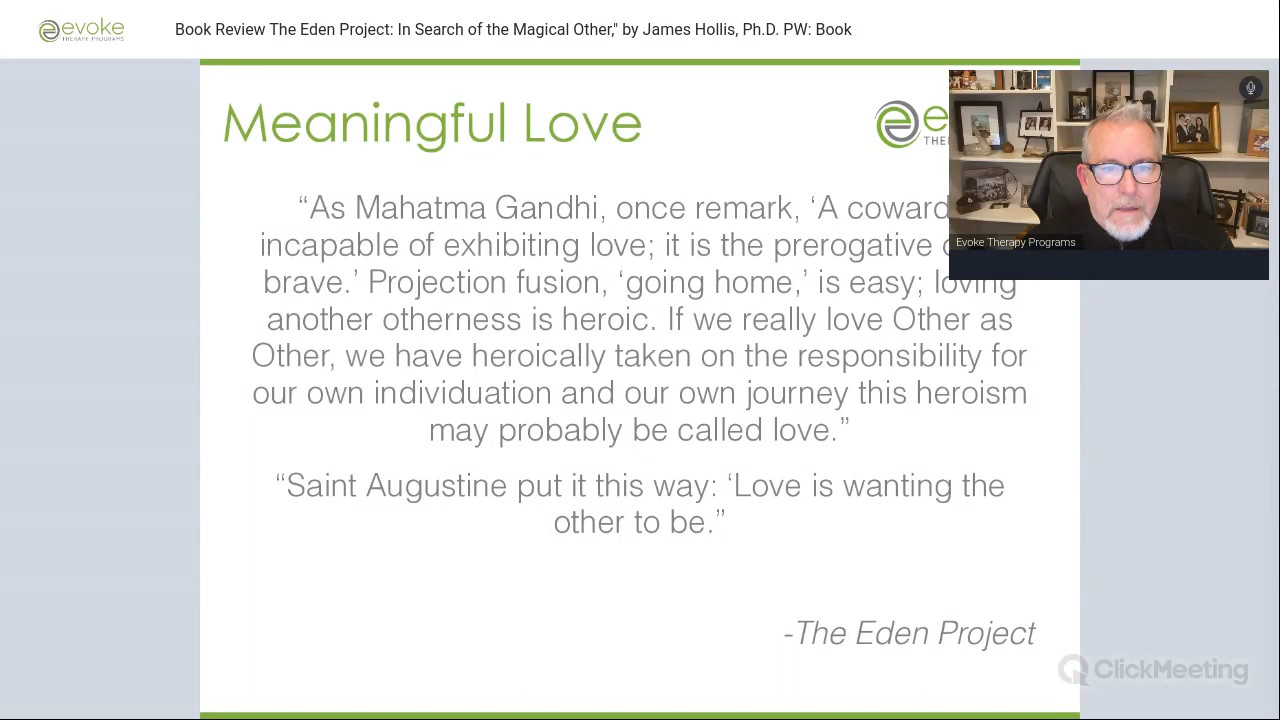 evoke
THERAPY PROGRAMS
Book Review The Eden Project: In Search of the Magical Other," by James Hollis, Ph.D. PW: Book
Meaningful Love
e
THE
“As Mahatma Gandhi, once remark, ‘A coward
incapable of exhibiting love; it is the prerogative
brave.’ Projection fusion, ‘going home,’ is easy; loving
another otherness is heroic. If we really love Other as
Other, we have heroically taken on the responsibility for
our own individuation and our own journey this heroism
may probably be called love.”
“Saint Augustine put it this way: ‘Love is wanting the
other to be.”
-The Eden Project
Evoke Therapy Programs
ClickMeeting